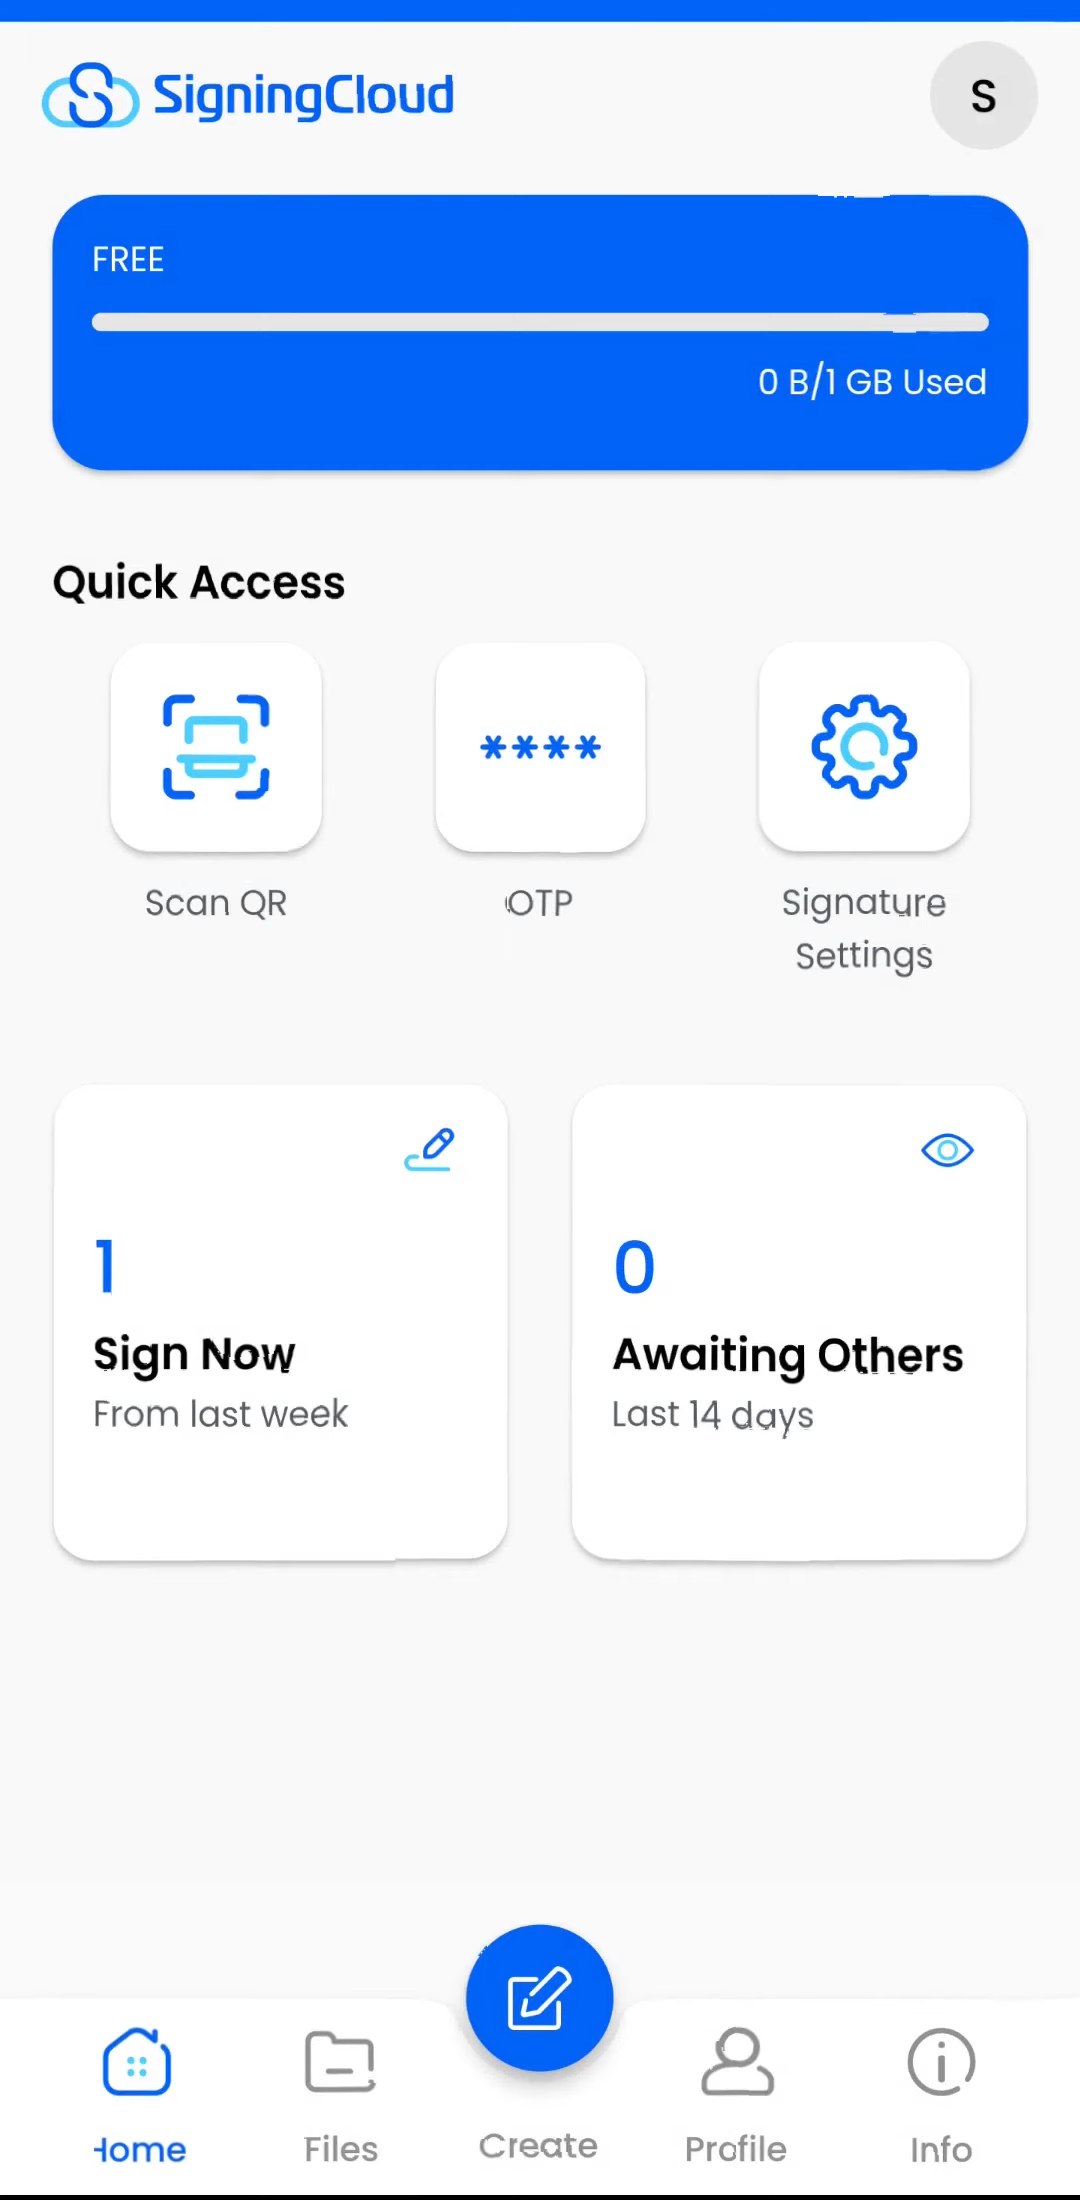 SigningCloud
S
FREE
0 B/1 GB Used
Quick Access
****
Scan QR
OTP
Signature
Settings
1
Sign Now
From last week
0
Awaiting Others
Last 14 days
Home
Files
Create
Profile
Info